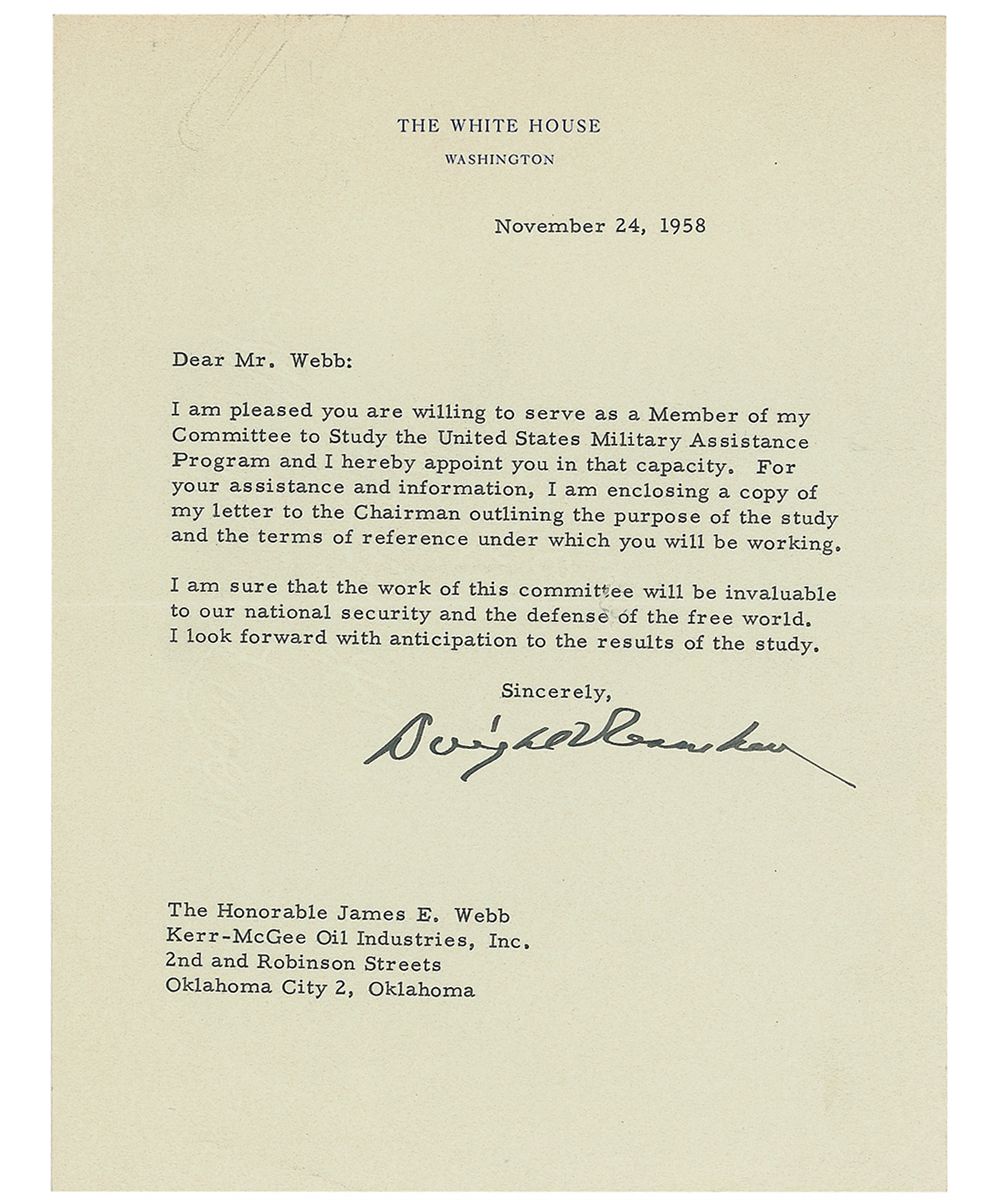 THE WHITE HOUSE
WASHINGTON
November 24, 1958
Dear Mr. Webb:
I am pleased you are willing to serve as a Member of my
Committee to Study the United States Military Assistance
Program and I hereby appoint you in that capacity.  For
your assistance and information, I am enclosing a copy of
my letter to the Chairman outlining the purpose of the study
and the terms of reference under which you will be working.
I am sure that the work of this committee will be invaluable
to our national security and the defense of the free world.
I look forward with anticipation to the results of the study.
Sincerely,
Dwight D Eisenhower
The Honorable James E. Webb
Kerr-McGee Oil Industries, Inc.
2nd and Robinson Streets
Oklahoma City 2, Oklahoma